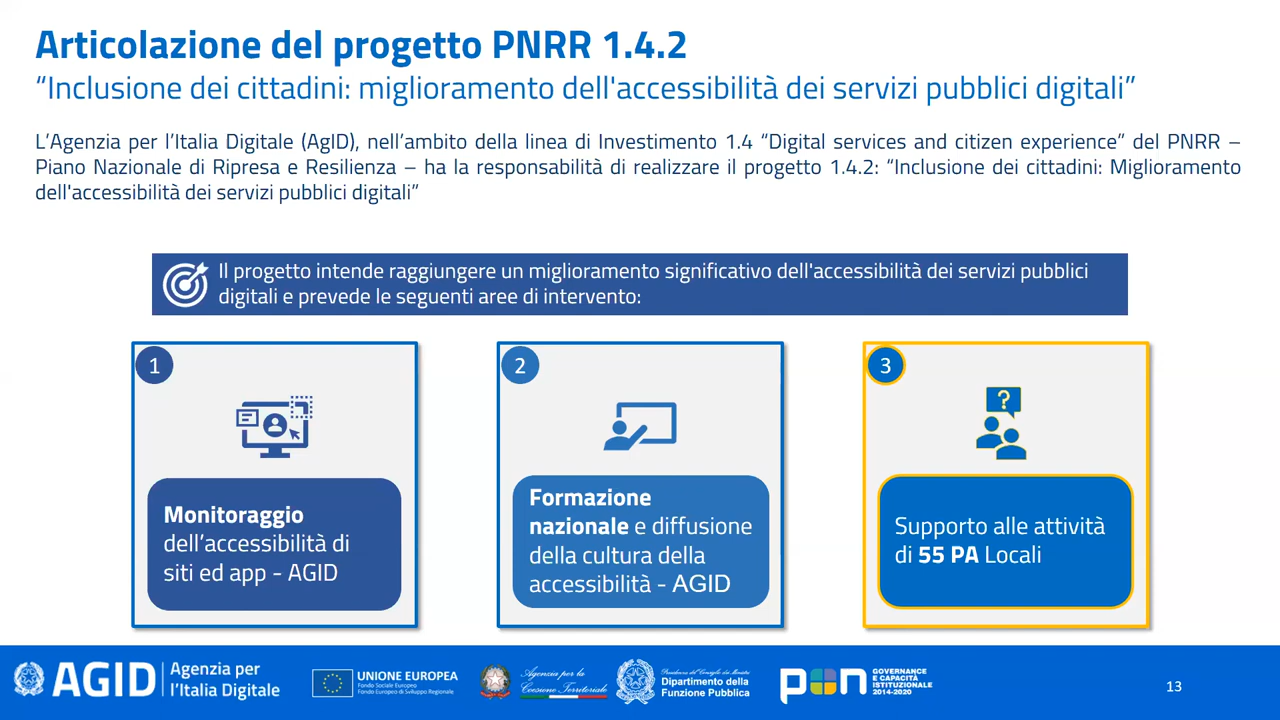 Articolazione del progetto PNRR 1.4.2
“Inclusione dei cittadini: miglioramento dell'accessibilità dei servizi pubblici digitali”
L’Agenzia per l’Italia Digitale (AgID), nell’ambito della linea di Investimento 1.4 “Digital services and citizen experience” del PNRR –
Piano Nazionale di Ripresa e Resilienza – ha la responsabilità di realizzare il progetto 1.4.2: “Inclusione dei cittadini: Miglioramento
dell'accessibilità dei servizi pubblici digitali”
Il progetto intende raggiungere un miglioramento significativo dell'accessibilità dei servizi pubblici
digitali e prevede le seguenti aree di intervento:
1
Monitoraggio
dell’accessibilità di
siti ed app - AGID
2
Formazione
nazionale e diffusione
della cultura della
accessibilità - AGID
3
?
Supporto alle attività
di 55 PA Locali
AGID
Agenzia per
l’Italia Digitale
UNIONE EUROPEA
Fondo Sociale Europeo
Fondo Europeo di Sviluppo Regionale
Agenzia per la
Coesione Territoriale
Presidenza del Consiglio dei Ministri
Dipartimento della
Funzione Pubblica
pon
GOVERNANCE
E CAPACITÀ
ISTITUZIONALE
2014-2020
13